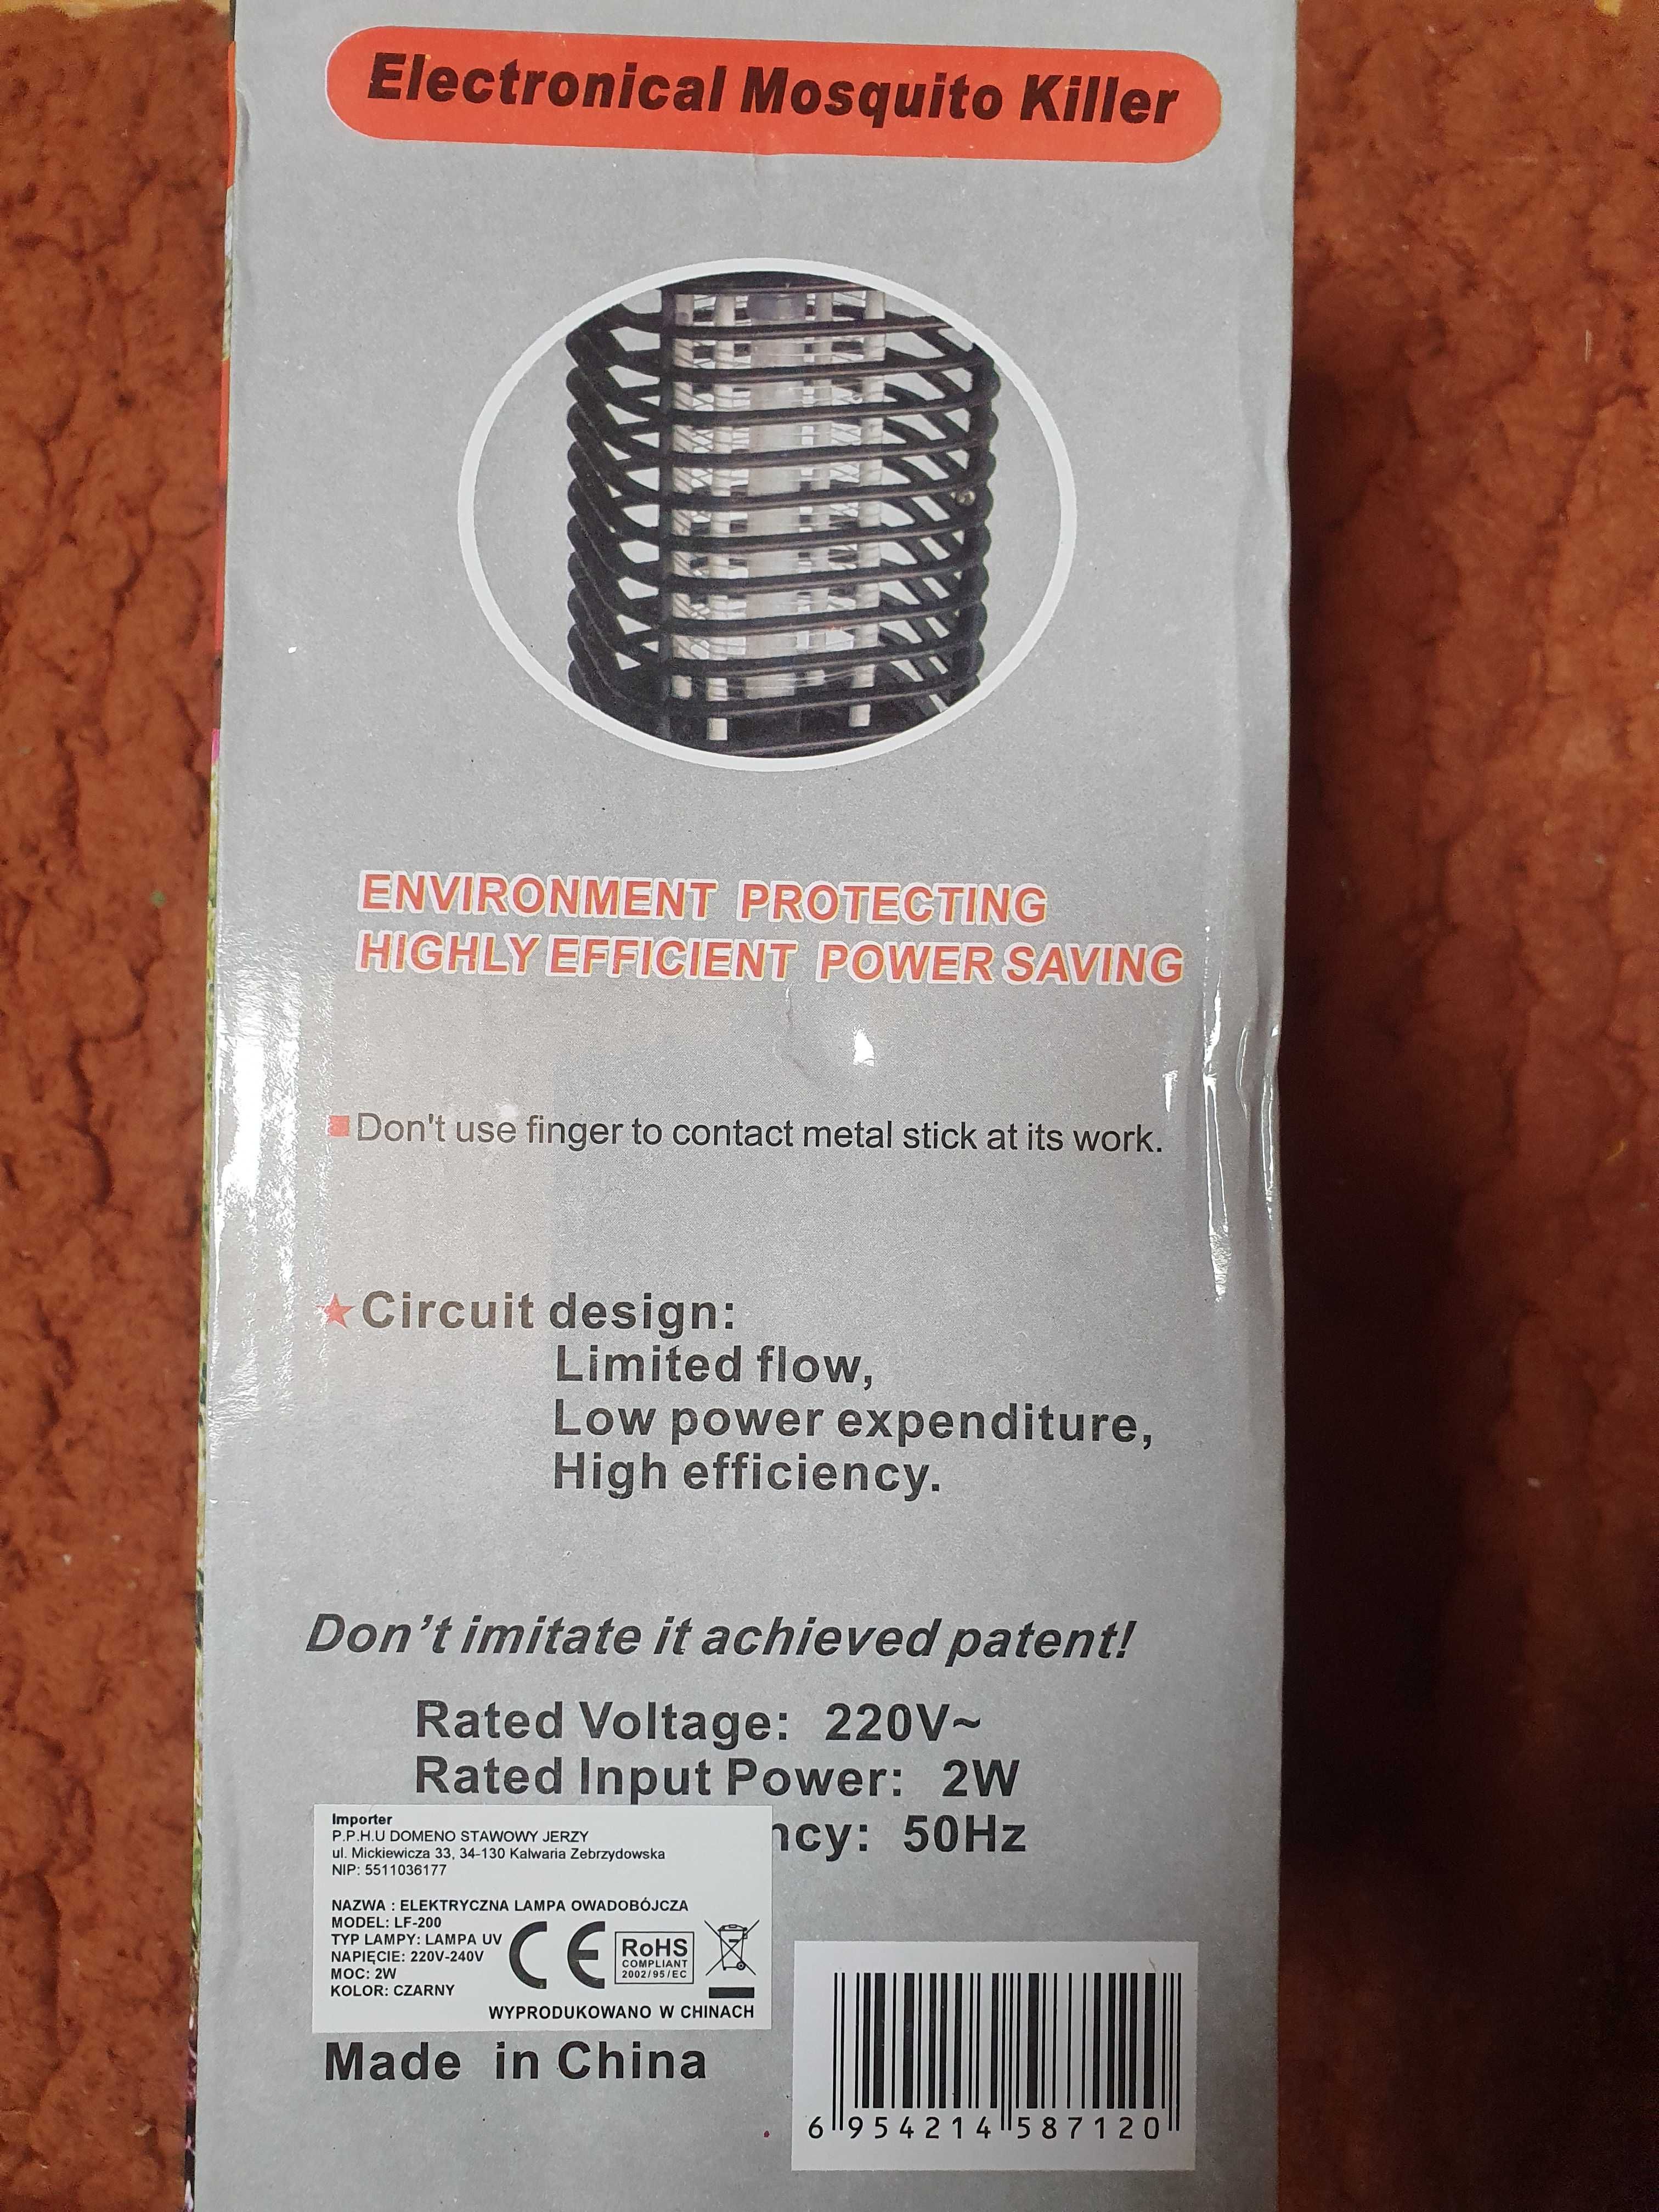 Electronical Mosquito Killer
ENVIRONMENT PROTECTING
HIGHLY EFFICIENT POWER SAVING
Don't use finger to contact metal stick at its work.
★Circuit design:
Limited flow,
Low power expenditure,
High efficiency.
Don't imitate it achieved patent!
Rated Voltage: 220V~
Rated Input Power: 2W
ncy: 50Hz
Importer
P.P.H.U DOMENO STAWOWY JERZY
ul. Mickiewicza 33, 34-130 Kalwaria Zebrzydowska
NIP: 5511036177
NAZWA : ELEKTRYCZNA LAMPA OWADOBÓJCZA
MODEL: LF-200
TYP LAMPY: LAMPA UV
NAPIĘCIE: 220V-240V
MOC: 2W
KOLOR: CZARNY
CE
RoHS
COMPLIANT
2002/95/EC
WYPRODUKOWANO W CHINACH
Made in China
6 954214 587120